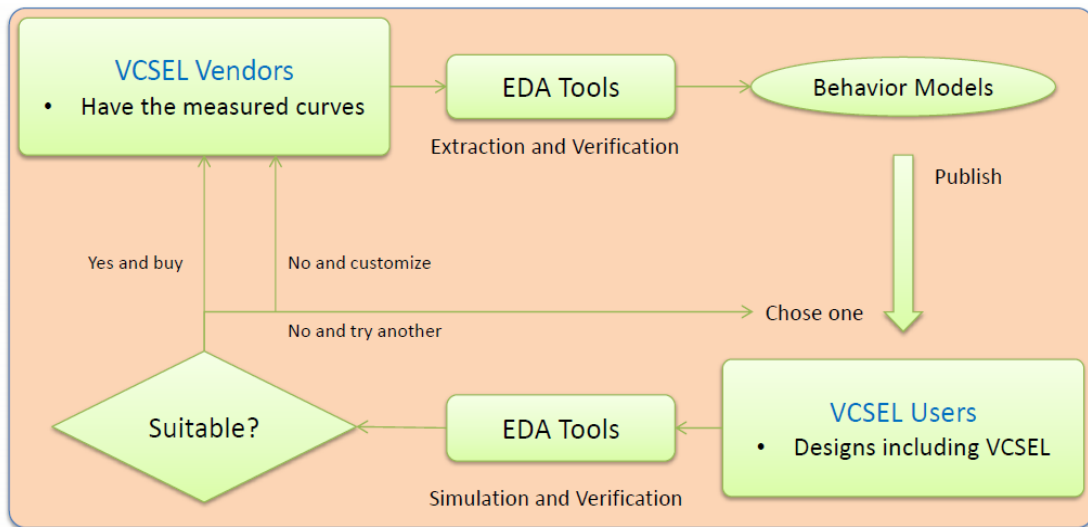 VCSEL Vendors
• Have the measured curves
EDA Tools
Extraction and Verification
Behavior Models
Publish
Yes and buy
No and customize
No and try another
Chose one
Suitable?
EDA Tools
Simulation and Verification
VCSEL Users
• Designs including VCSEL